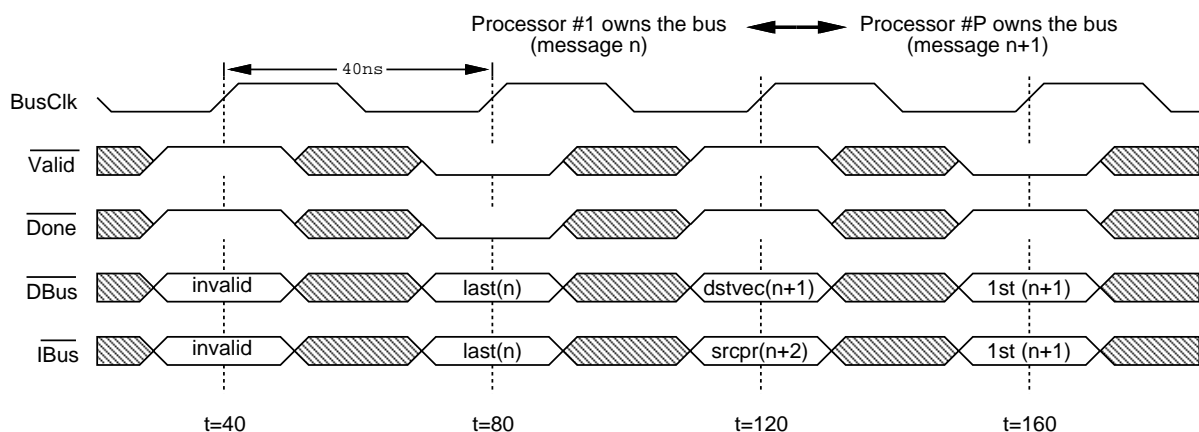 Processor #1 owns the bus
(message n)
Processor #P owns the bus
(message n+1)
40ns
BusClk
Valid
Done
DBus
invalid
last(n)
dstvec(n+1)
1st (n+1)
IBus
invalid
last(n)
srcpr(n+2)
1st (n+1)
t=40
t=80
t=120
t=160